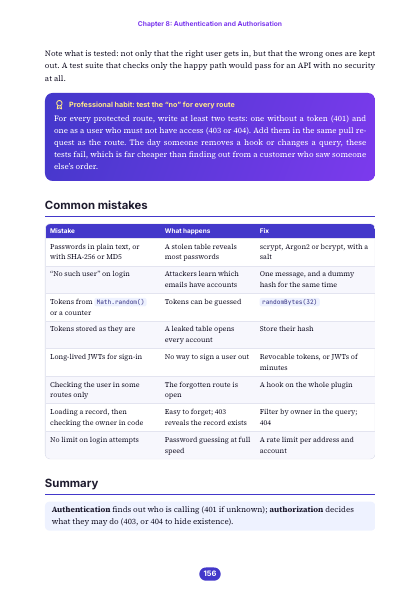 Chapter 8: Authentication and Authorisation
Note what is tested: not only that the right user gets in, but that the wrong ones are kept
out. A test suite that checks only the happy path would pass for an API with no security
at all.
Professional habit: test the “no” for every route
For every protected route, write at least two tests: one without a token (401) and
one as a user who must not have access (403 or 404). Add them in the same pull re-
quest as the route. The day someone removes a hook or changes a query, these
tests fail, which is far cheaper than finding out from a customer who saw someone
else’s order.
Common mistakes
Mistake What happens Fix
Passwords in plain text, or A stolen table reveals scrypt, Argon2 or bcrypt, with a
with SHA-256 or MD5 most passwords salt
“No such user” on login Attackers learn which One message, and a dummy
emails have accounts hash for the same time
Tokens from Math.random() Tokens can be guessed randomBytes(32)
or a counter
Tokens stored as they are A leaked table opens Store their hash
every account
Long-lived JWTs for sign-in No way to sign a user out Revocable tokens, or JWTs of
minutes
Checking the user in some The forgotten route is A hook on the whole plugin
routes only open
Loading a record, then Easy to forget; 403 Filter by owner in the query;
checking the owner in code reveals the record exists 404
No limit on login attempts Password guessing at full A rate limit per address and
speed account
Summary
Authentication finds out who is calling (401 if unknown); authorization decides
what they may do (403, or 404 to hide existence).
156